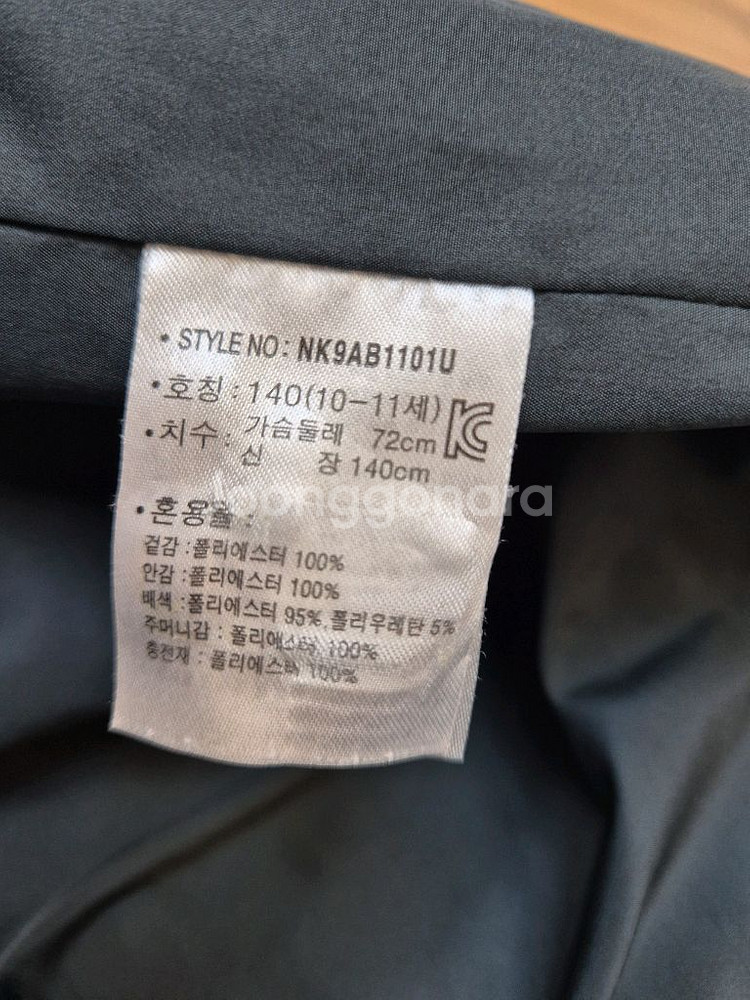 • STYLE NO : NK9AB1101U
• 호칭 : 140(10-11세)
• 치수 : 가슴둘레 72cm
신 장 140cm
KC
joonggonara
• 혼용율 :
겉감 : 폴리에스터 100%
안감 : 폴리에스터 100%
배색 : 폴리에스터 95%, 폴리우레탄 5%
주머니감 : 폴리에스터 100%
충전재 : 폴리에스터 100%